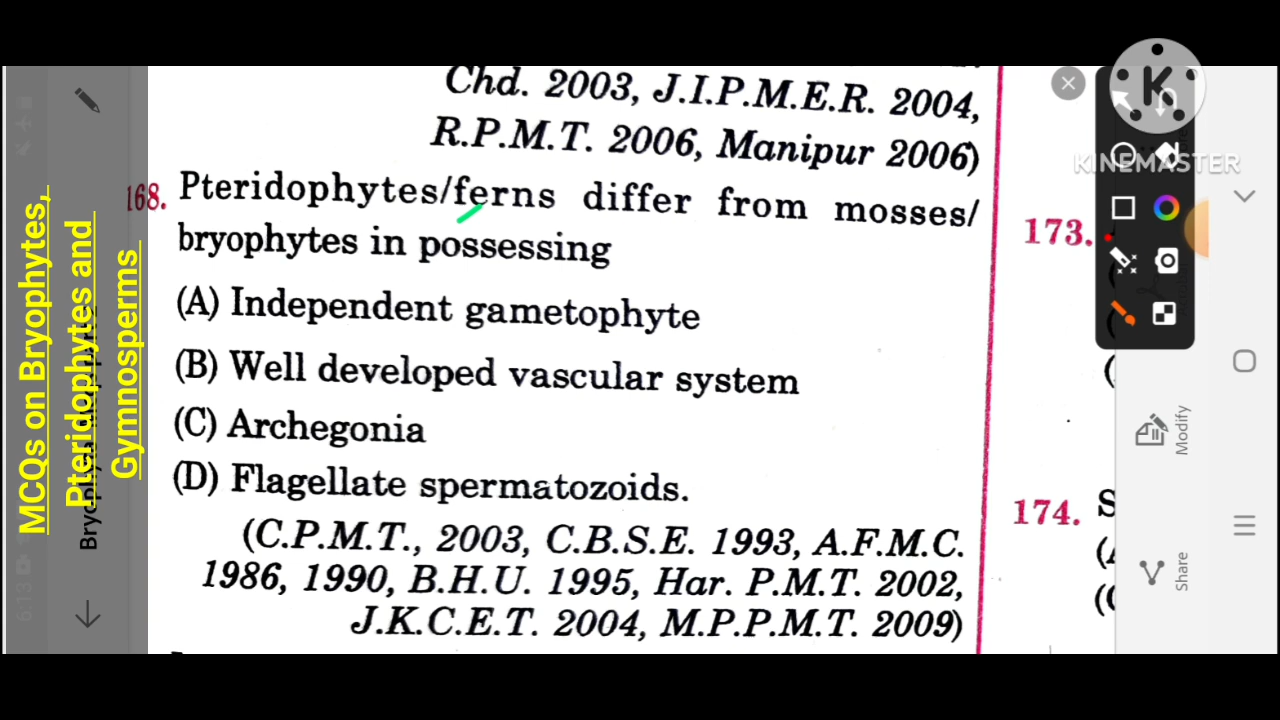 Chd. 2003, J.I.P.M.E.R. 2004,
R.P.M.T. 2006, Manipur 2006)
168. Pteridophytes/ferns differ from mosses/
bryophytes in possessing
(A) Independent gametophyte
(B) Well developed vascular system
(C) Archegonia
(D) Flagellate spermatozoids.
(C.P.M.T., 2003, C.B.S.E. 1993, A.F.M.C.
1986, 1990, B.H.U. 1995, Har. P.M.T. 2002,
J.K.C.E.T. 2004, M.P.P.M.T. 2009)
173.
174. S
(A
(C
MCQs on Bryophytes,
Pteridophytes and
Gymnosperms
6:13
K
KINEMASTER
Modify
Share